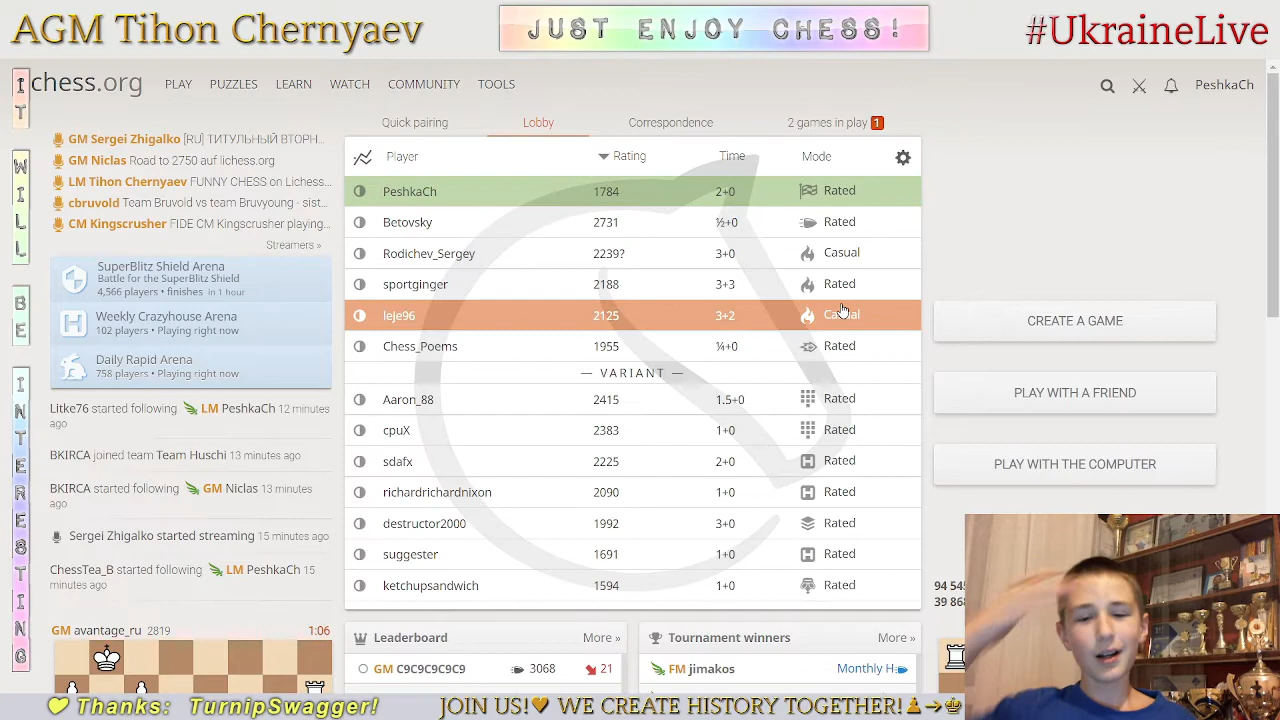 AGM Tihon Chernyaev
JUST ENJOY CHESS!
#UkraineLive
IT WILL BE INTERESTING
chess.org
PLAY PUZZLES LEARN WATCH COMMUNITY TOOLS
PeshkaCh
GM Sergei Zhigalko [RU] ТИТУЛЬНЫЙ ВТОРН...
GM Niclas Road to 2750 auf lichess.org
LM Tihon Chernyaev FUNNY CHESS on Lichess...
cbruvold Team Bruvold vs team Bruvyoung - sist...
CM Kingscrusher FIDE CM Kingscrusher playing...
Streamers »
SuperBlitz Shield Arena
Battle for the SuperBlitz Shield
4,566 players • finishes in 1 hour
Weekly Crazyhouse Arena
102 players • Playing right now
Daily Rapid Arena
758 players • Playing right now
Litke76 started following LM PeshkaCh 12 minutes
ago
BKIRCA joined team Team Huschi 13 minutes ago
BKIRCA started following GM Niclas 13 minutes
ago
Sergei Zhigalko started streaming 15 minutes ago
ChessTea_B started following LM PeshkaCh 15
minutes ago
GM avantage_ru 2819 1:06
Quick pairing Lobby Correspondence 2 games in play 1
Player Rating Time Mode
PeshkaCh 1784 2+0 Rated
Betovsky 2731 ½+0 Rated
Rodichev_Sergey 2239? 3+0 Casual
sportginger 2188 3+3 Rated
leje96 2125 3+2 Casual
Chess_Poems 1955 ¼+0 Rated
— VARIANT —
Aaron_88 2415 1.5+0 Rated
cpuX 2383 1+0 Rated
sdafx 2225 2+0 Rated
richardrichardnixon 2090 1+0 Rated
destructor2000 1992 3+0 Rated
suggester 1691 1+0 Rated
ketchupsandwich 1594 1+0 Rated
Leaderboard More »
GM C9C9C9C9C9 3068 21
Tournament winners More »
FM jimakos Monthly H
CREATE A GAME
PLAY WITH A FRIEND
PLAY WITH THE COMPUTER
94 545
39 868
Thanks: TurnipSwagger!
JOIN US! WE CREATE HISTORY TOGETHER!